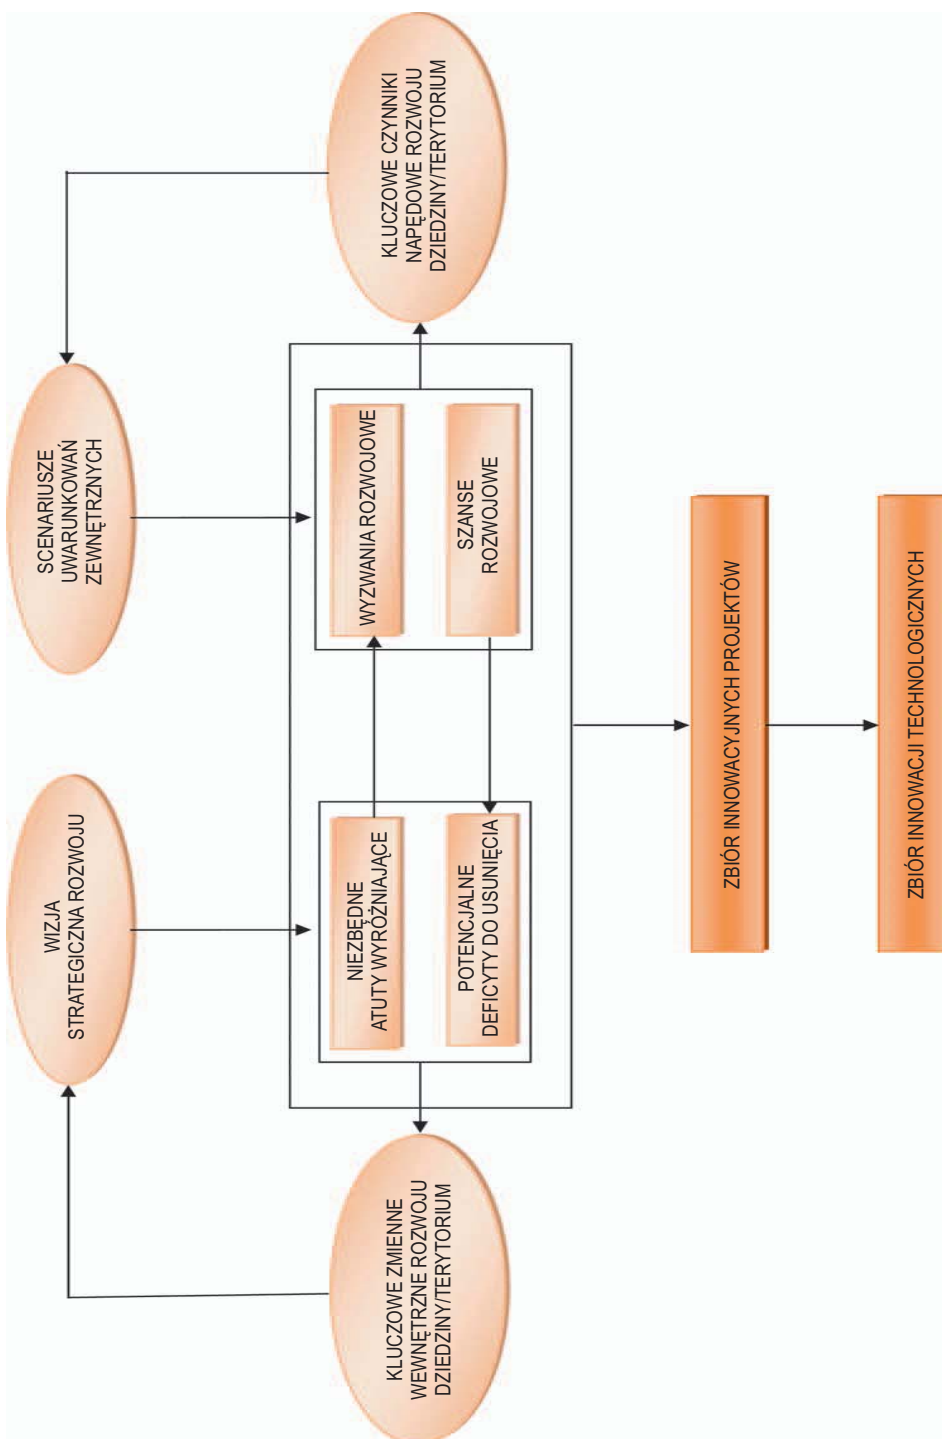 WIZJA
STRATEGICZNA ROZWOJU
SCENARIUSZE
UWARUNKOWAŃ
ZEWNĘTRZNYCH
KLUCZOWE ZMIENNE
WEWNĘTRZNE ROZWOJU
DZIEDZINY/TERYTORIUM
NIEZBĘDNE
ATUTY WYRÓŻNIAJĄCE
WYZWANIA ROZWOJOWE
POTENCJALNE
DEFICYTY DO USUNIĘCIA
SZANSE
ROZWOJOWE
KLUCZOWE CZYNNIKI
NAPĘDOWE ROZWOJU
DZIEDZINY/TERYTORIUM
ZBIÓR INNOWACYJNYCH PROJEKTÓW
ZBIÓR INNOWACJI TECHNOLOGICZNYCH